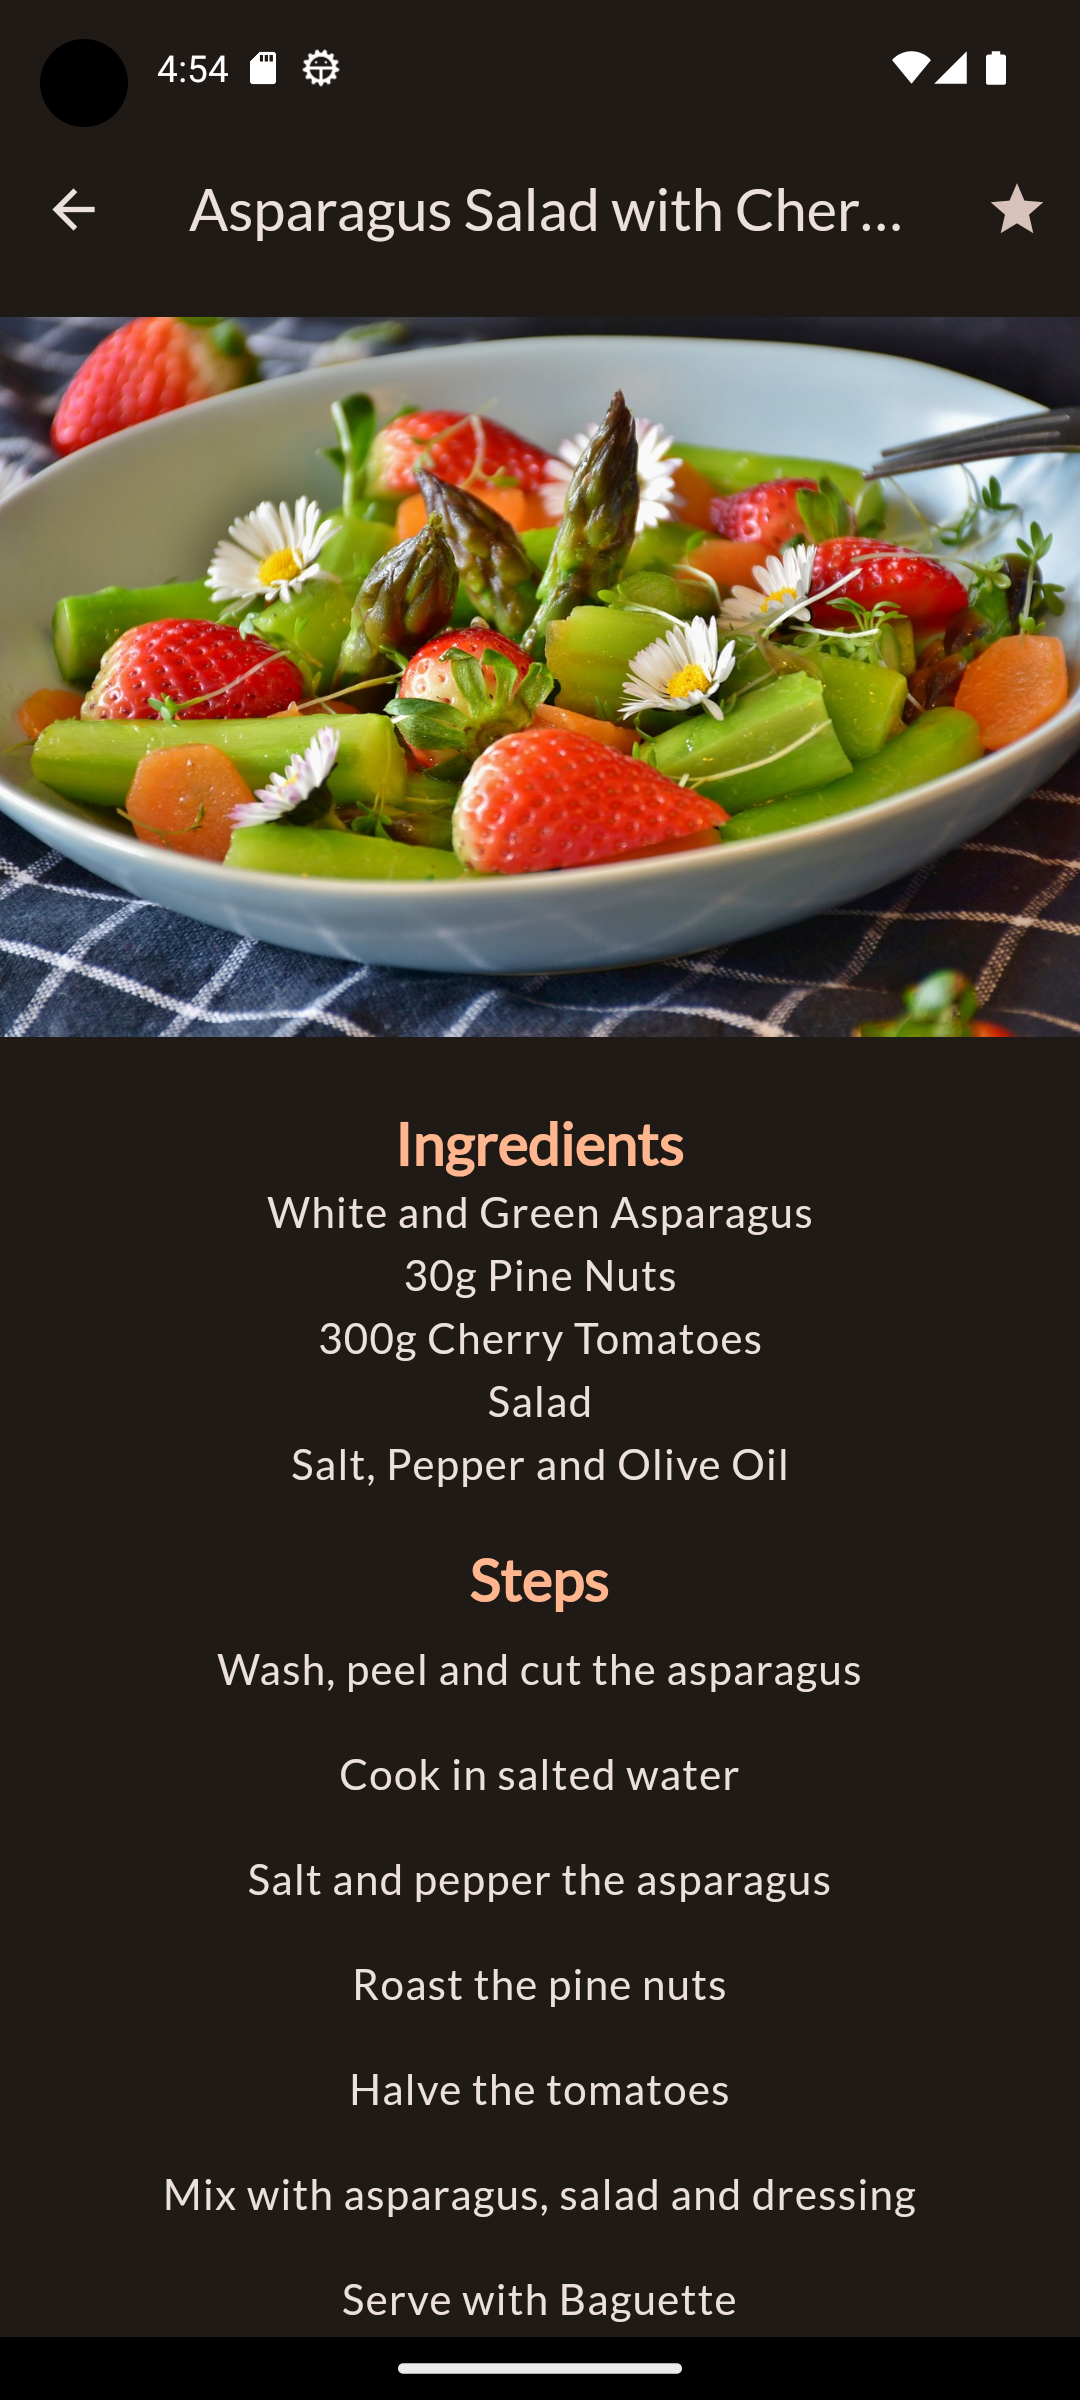 4:54
Asparagus Salad with Cher...
Ingredients
White and Green Asparagus
30g Pine Nuts
300g Cherry Tomatoes
Salad
Salt, Pepper and Olive Oil
Steps
Wash, peel and cut the asparagus
Cook in salted water
Salt and pepper the asparagus
Roast the pine nuts
Halve the tomatoes
Mix with asparagus, salad and dressing
Serve with Baguette